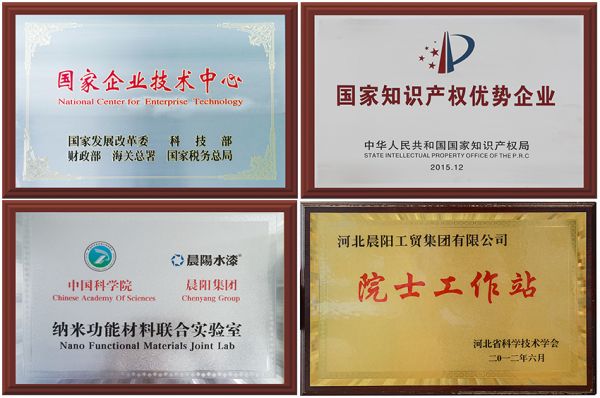 国家企业技术中心
National Center for Enterprise Technology
国家发展改革委 科技部
财政部 海关总署 国家税务总局
国家知识产权优势企业
中华人民共和国国家知识产权局
STATE INTELLECTUAL PROPERTY OFFICE OF THE P.R.C
2015.12
晨陽水漆
中国科学院 晨阳集团
Chinese Academy Of Sciences Chenyang Group
纳米功能材料联合实验室
Nano Functional Materials Joint Lab
河北晨阳工贸集团有限公司
院士工作站
河北省科学技术学会
二〇一二年六月